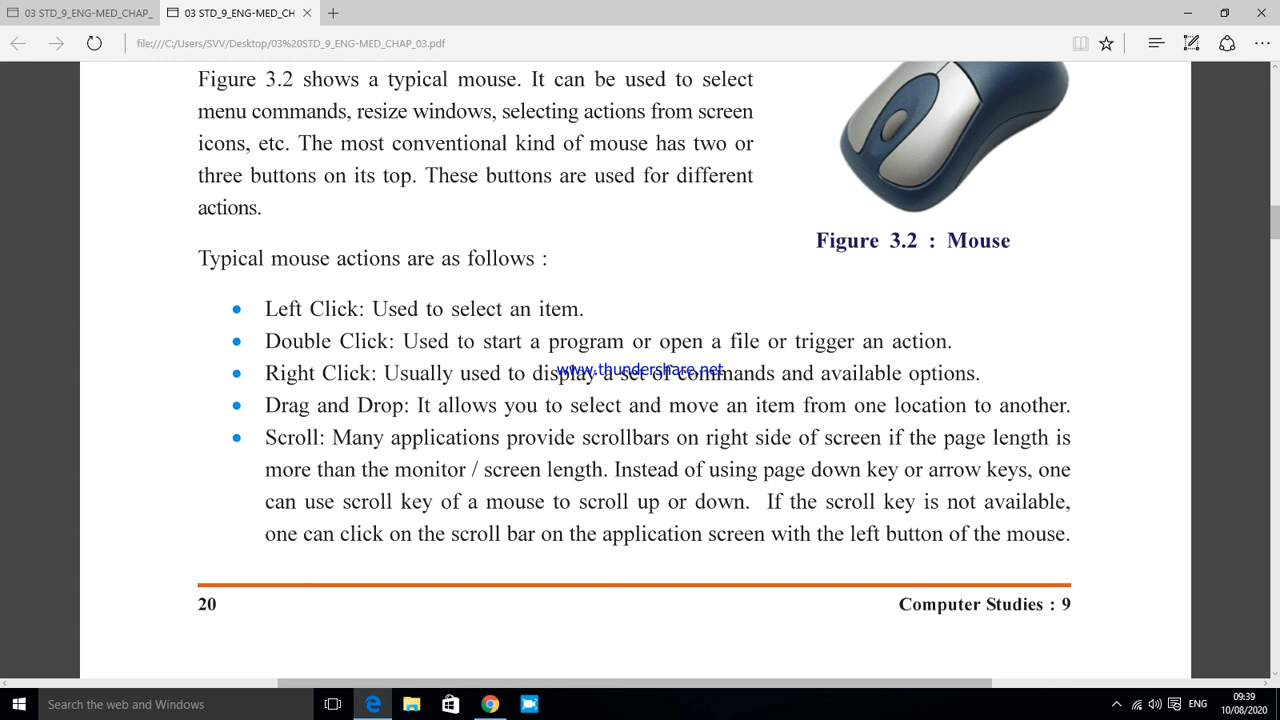 03 STD_9_ENG-MED_CHAP_
03 STD_9_ENG-MED_CH
file:///C:/Users/SVV/Desktop/03%20STD_9_ENG-MED_CHAP_03.pdf
Figure 3.2 shows a typical mouse. It can be used to select
menu commands, resize windows, selecting actions from screen
icons, etc. The most conventional kind of mouse has two or
three buttons on its top. These buttons are used for different
actions.
Figure 3.2 : Mouse
Typical mouse actions are as follows :
• Left Click: Used to select an item.
• Double Click: Used to start a program or open a file or trigger an action.
www.thundershare.net
• Right Click: Usually used to display a set of commands and available options.
• Drag and Drop: It allows you to select and move an item from one location to another.
• Scroll: Many applications provide scrollbars on right side of screen if the page length is
more than the monitor / screen length. Instead of using page down key or arrow keys, one
can use scroll key of a mouse to scroll up or down. If the scroll key is not available,
one can click on the scroll bar on the application screen with the left button of the mouse.
20
Computer Studies : 9
Search the web and Windows
ENG
09:39
10/08/2020